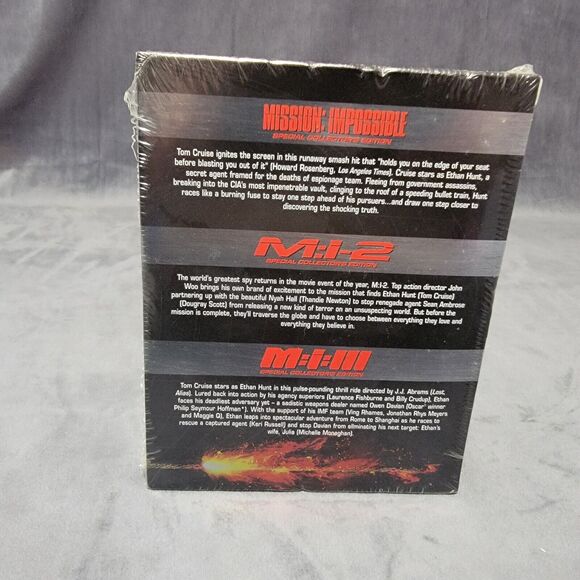 MISSION: IMPOSSIBLE
SPECIAL COLLECTOR'S EDITION
Tom Cruise ignites the screen in this runaway smash hit that "holds you on the edge of your seat
before blasting you out of it" (Howard Rosenberg, Los Angeles Times). Cruise stars as Ethan Hunt, a
secret agent framed for the deaths of espionage team. Fleeing from government assassins,
breaking into the CIA's most impenetrable vault, clinging to the roof of a speeding bullet train, Hunt
races like a burning fuse to stay one step ahead of his pursuers...and draw one step closer to
discovering the shocking truth.
M:I-2
SPECIAL COLLECTOR'S EDITION
The world's greatest spy returns in the movie event of the year, M:I-2. Top action director John
Woo brings his own brand of excitement to the mission that finds Ethan Hunt (Tom Cruise)
partnering up with the beautiful Nyah Hall (Thandie Newton) to stop renegade agent Sean Ambrose
(Dougray Scott) from releasing a new kind of terror on an unsuspecting world. But before the
mission is complete, they'll traverse the globe and have to choose between everything they love and
everything they believe in.
M:i:III
SPECIAL COLLECTOR'S EDITION
Tom Cruise stars as Ethan Hunt in this pulse-pounding thrill ride directed by J.J. Abrams (Lost,
Alias). Lured back into action by his agency superiors (Laurence Fishburne and Billy Crudup), Ethan
faces his deadliest adversary yet – a sadistic weapons dealer named Owen Davian (Oscar® winner
Philip Seymour Hoffman*). With the support of his IMF team (Ving Rhames, Jonathan Rhys Meyers
and Maggie Q), Ethan leaps into spectacular adventure from Rome to Shanghai as he races to
rescue a captured agent (Keri Russell) and stop Davian from eliminating his next target: Ethan's
wife, Julia (Michelle Monaghan).